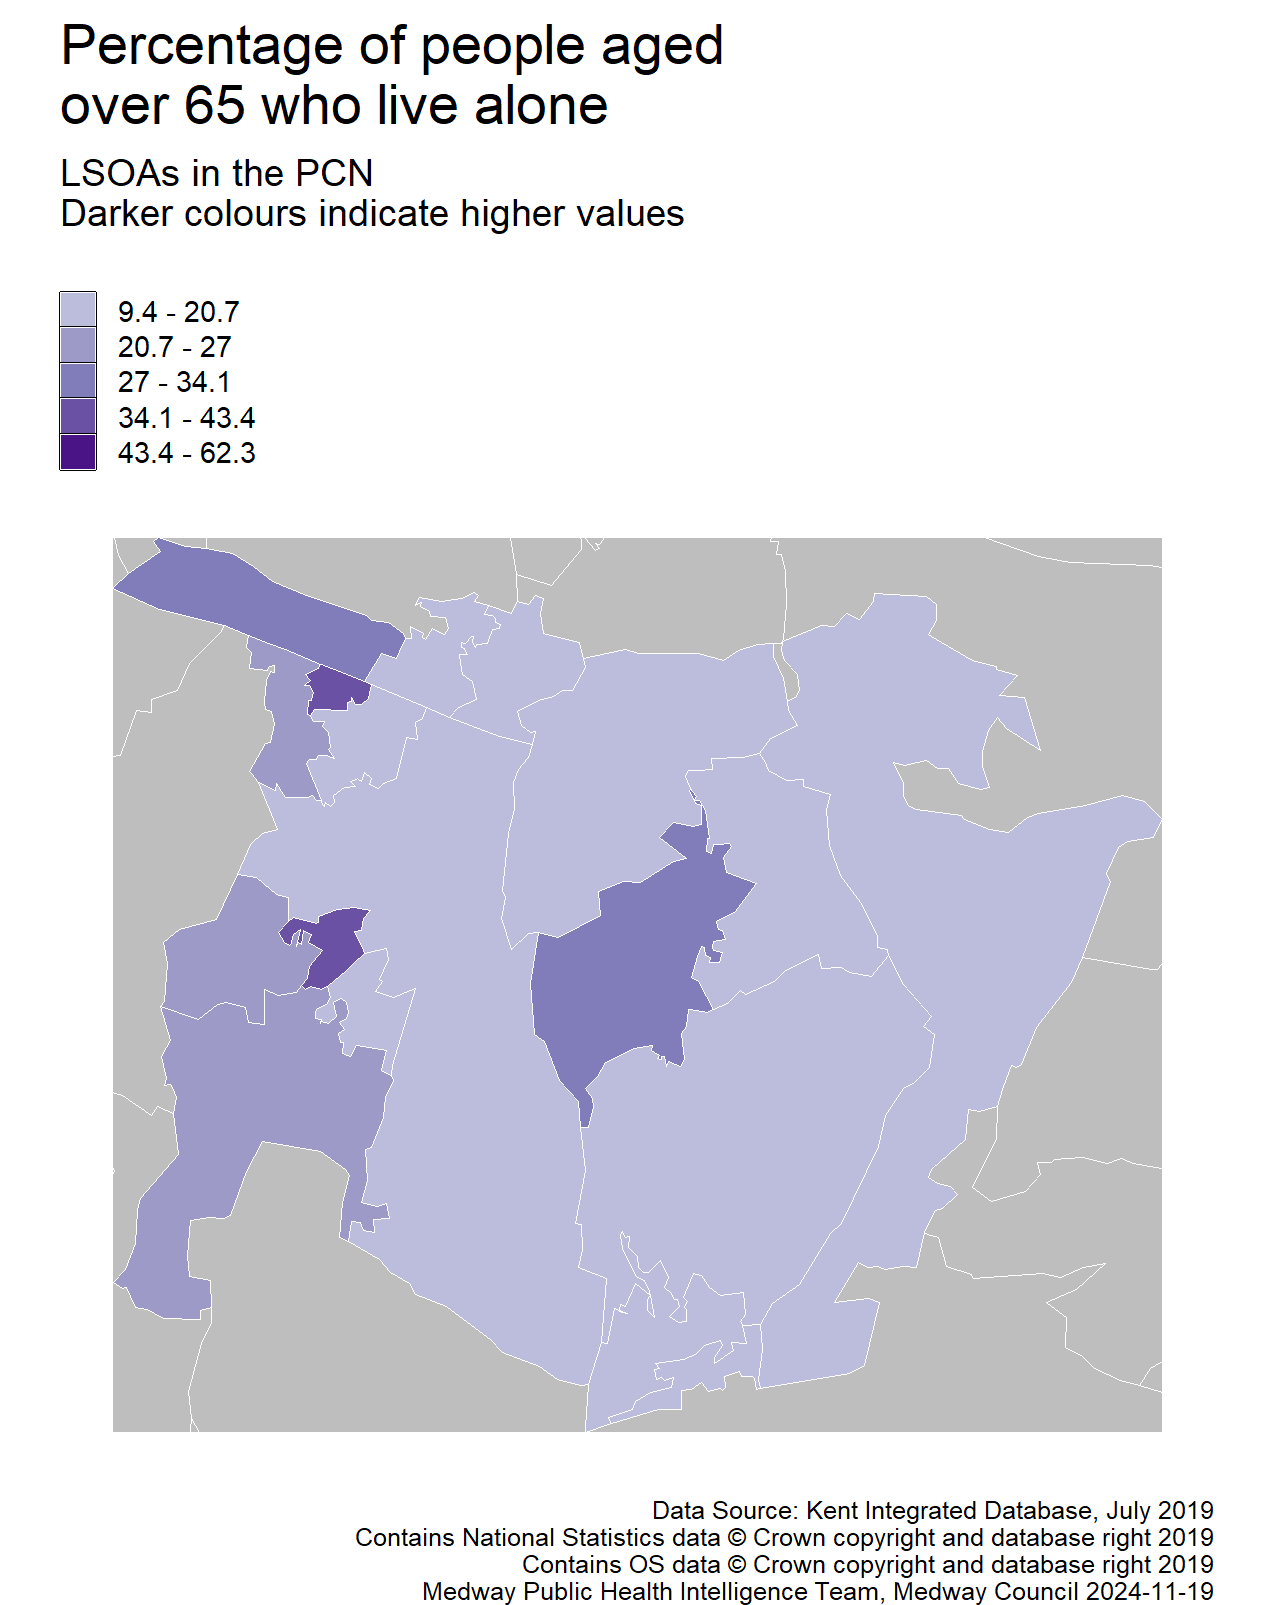 Percentage of people aged
over 65 who live alone
LSOAs in the PCN
Darker colours indicate higher values
9.4 - 20.7
20.7 - 27
27 - 34.1
34.1 - 43.4
43.4 - 62.3
Data Source: Kent Integrated Database, July 2019
Contains National Statistics data © Crown copyright and database right 2019
Contains OS data © Crown copyright and database right 2019
Medway Public Health Intelligence Team, Medway Council 2024-11-19